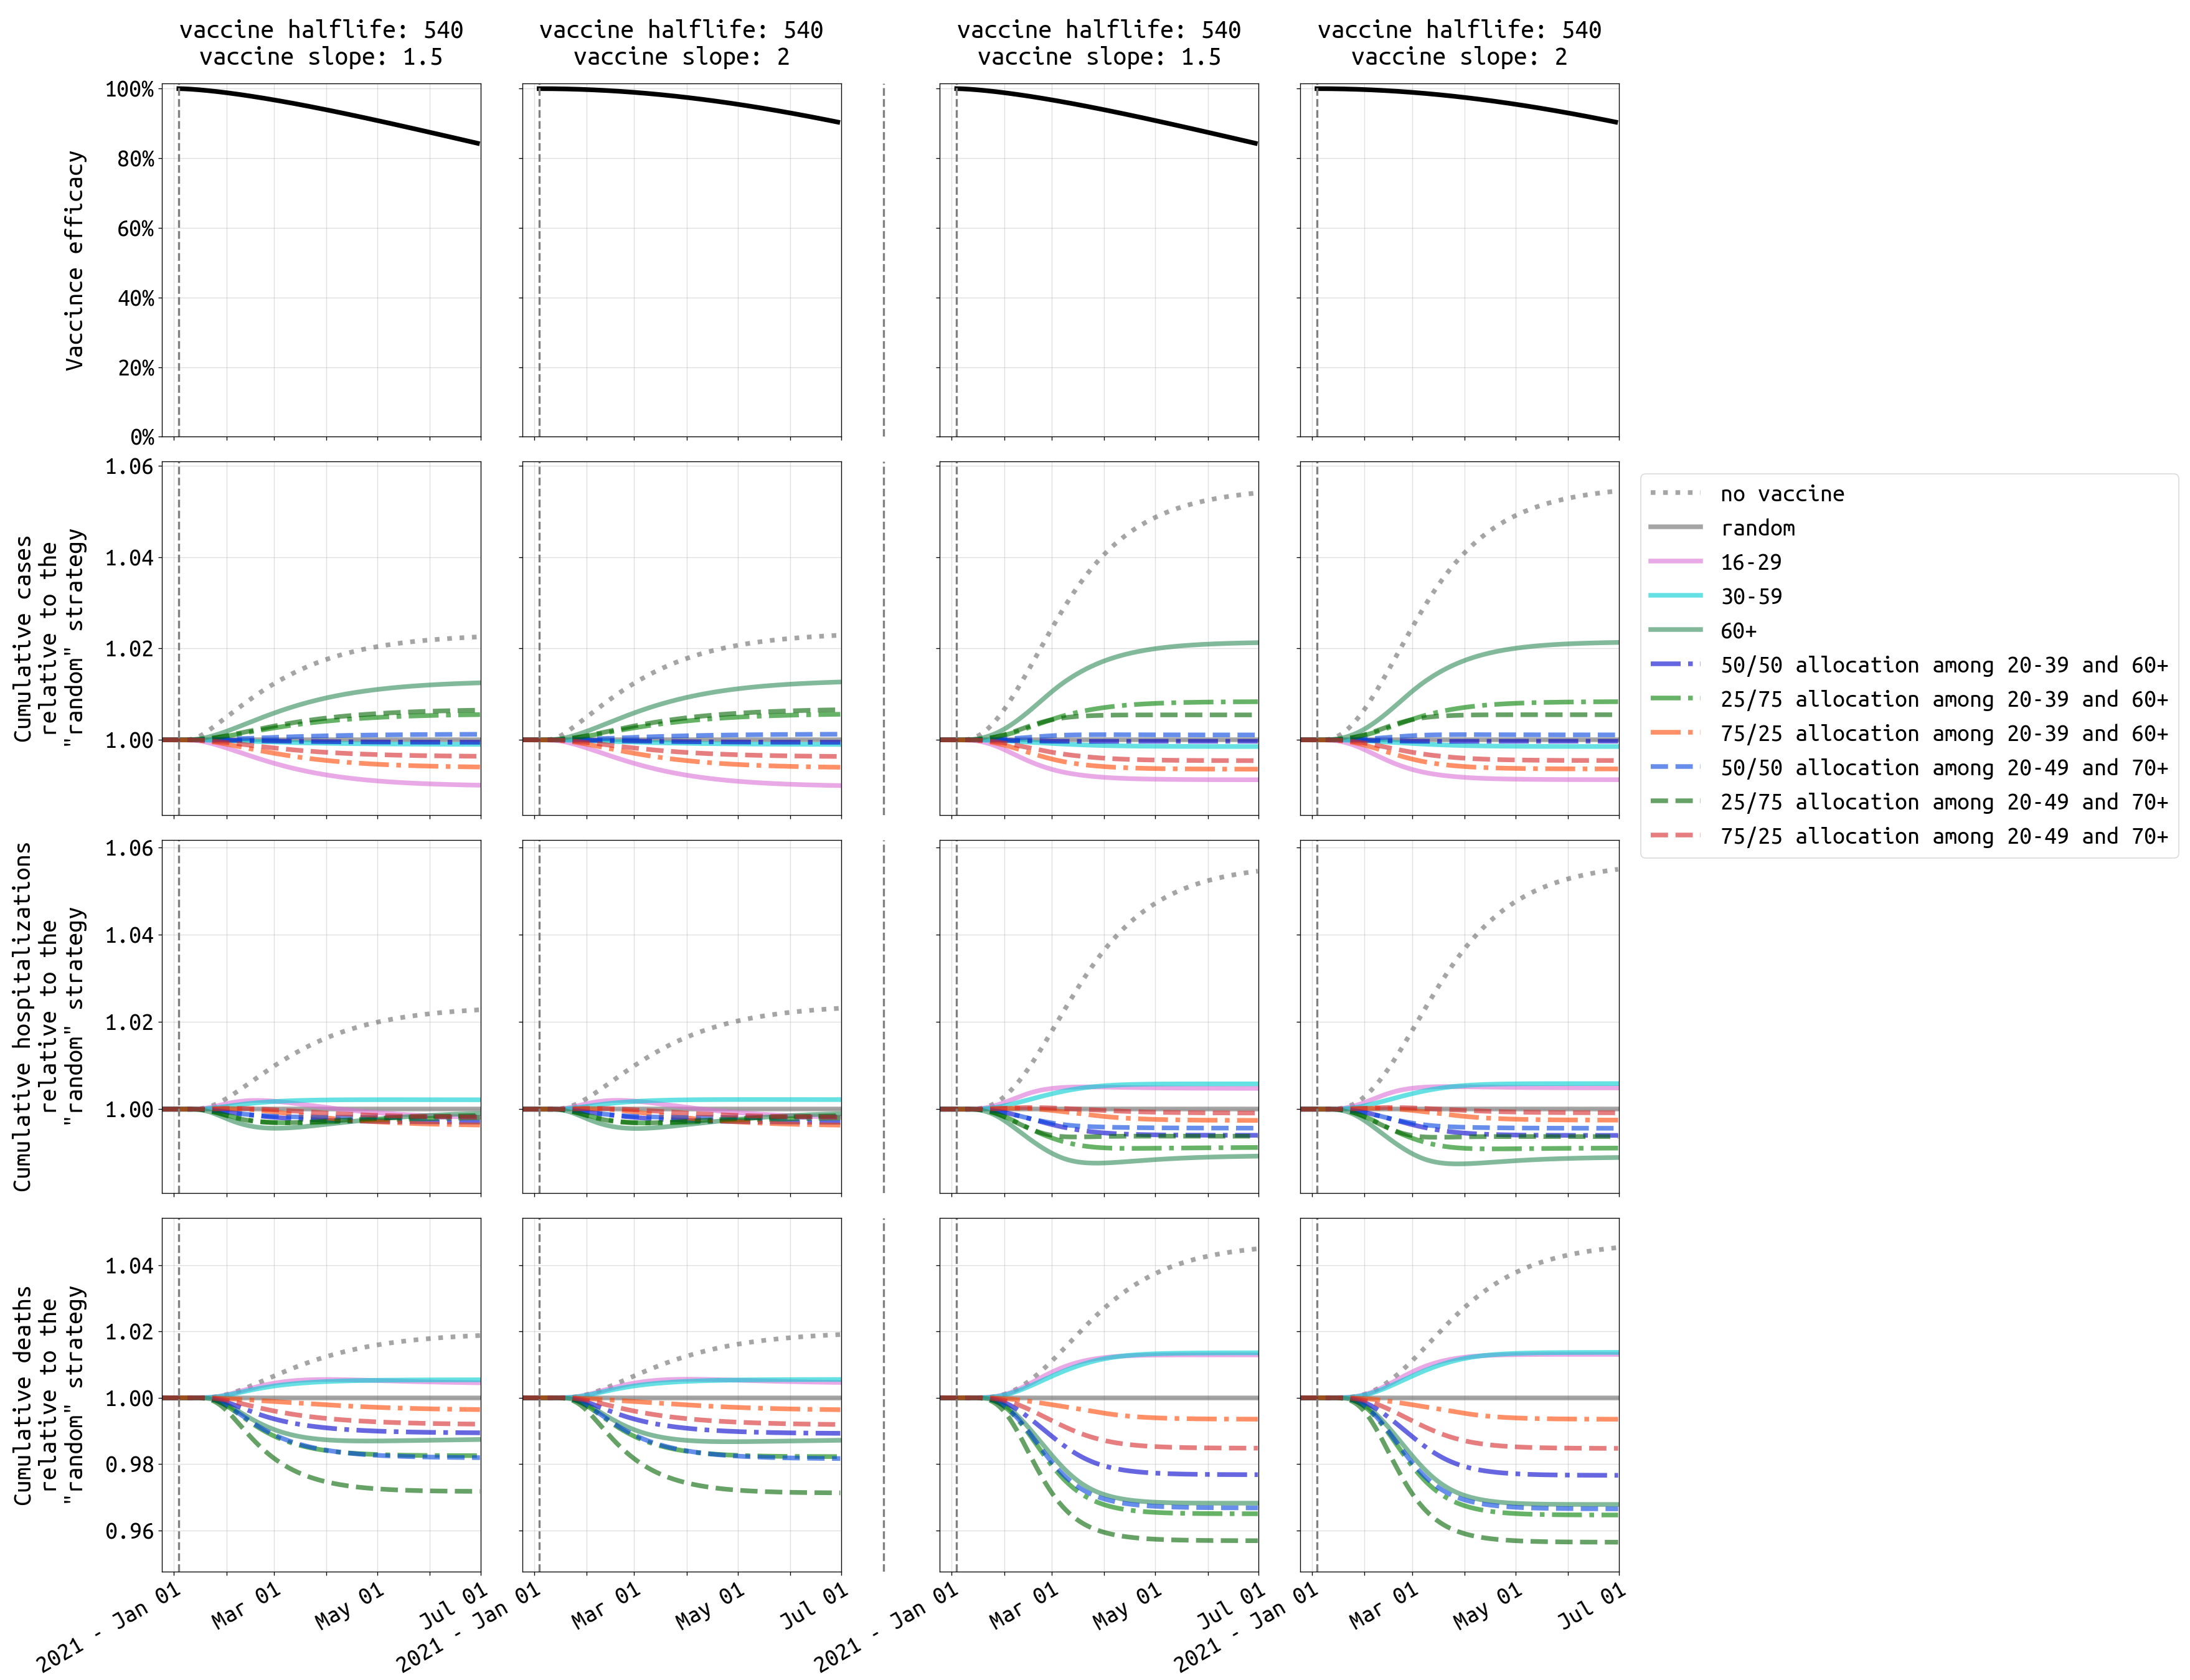 vaccine halflife: 540
vaccine slope: 1.5
vaccine halflife: 540
vaccine slope: 2
vaccine halflife: 540
vaccine slope: 1.5
vaccine halflife: 540
vaccine slope: 2
Vaccince efficacy
100%
80%
60%
40%
20%
0%
Cumulative cases
relative to the
"random" strategy
1.06
1.04
1.02
1.00
no vaccine
random
16-29
30-59
60+
50/50 allocation among 20-39 and 60+
25/75 allocation among 20-39 and 60+
75/25 allocation among 20-39 and 60+
50/50 allocation among 20-49 and 70+
25/75 allocation among 20-49 and 70+
75/25 allocation among 20-49 and 70+
Cumulative hospitalizations
relative to the
"random" strategy
1.06
1.04
1.02
1.00
Cumulative deaths
relative to the
"random" strategy
1.04
1.02
1.00
0.98
0.96
2021 - Jan 01
Mar 01
May 01
Jul 01
2021 - Jan 01
Mar 01
May 01
Jul 01
2021 - Jan 01
Mar 01
May 01
Jul 01
2021 - Jan 01
Mar 01
May 01
Jul 01